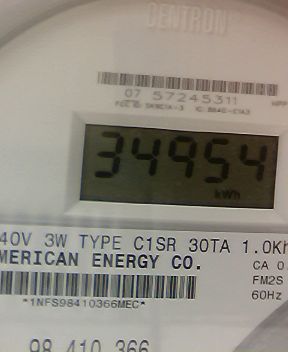 CENTRON
07 57245311
34954
kWh
40V 3W TYPE C1SR 30TA 1.0Kh
MERICAN ENERGY CO.
CA 0.
FM2S
60Hz
*1NFS98410366MEC*
98 410 366